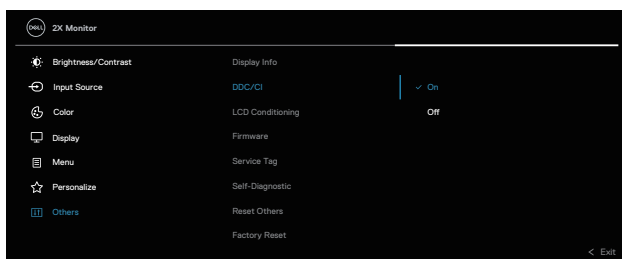 DELL 2X Monitor
Brightness/Contrast Display Info
Input Source DDC/CI ✓ On
Color LCD Conditioning Off
Display Firmware
Menu Service Tag
Personalize Self-Diagnostic
Others Reset Others
Factory Reset
< Exit